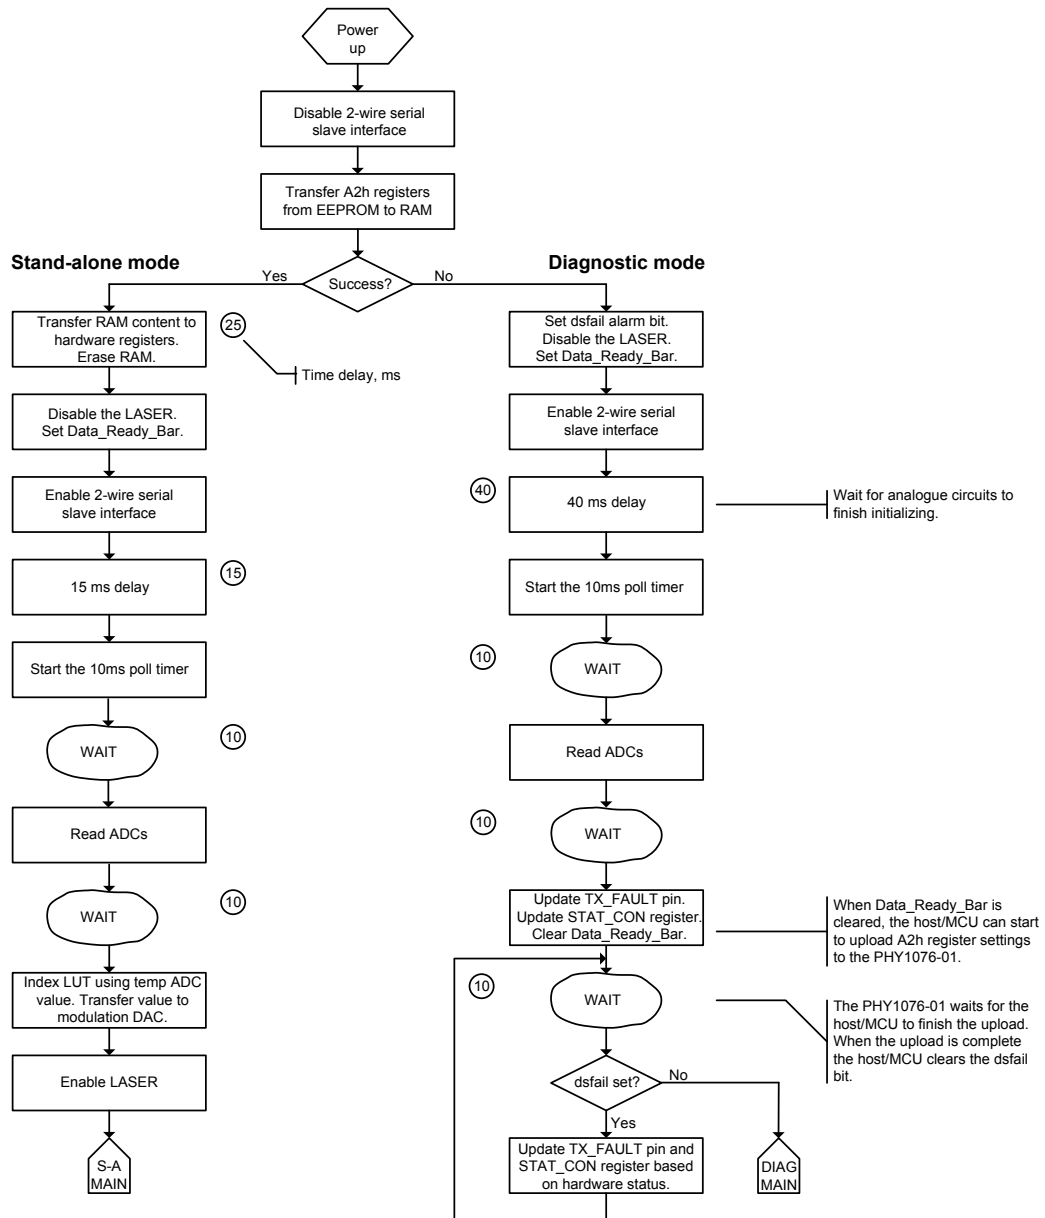 Power
up
Disable 2-wire serial
slave interface
Transfer A2h registers
from EEPROM to RAM
Success?
Yes
No
Stand-alone mode
Transfer RAM content to
hardware registers.
Erase RAM.
25
Time delay, ms
Disable the LASER.
Set Data_Ready_Bar.
Enable 2-wire serial
slave interface
15 ms delay
15
Start the 10ms poll timer
WAIT
10
Read ADCs
WAIT
10
Index LUT using temp ADC
value. Transfer value to
modulation DAC.
Enable LASER
S-A
MAIN
Diagnostic mode
Set dsfail alarm bit.
Disable the LASER.
Set Data_Ready_Bar.
Enable 2-wire serial
slave interface
40
40 ms delay
Wait for analogue circuits to
finish initializing.
Start the 10ms poll timer
10
WAIT
Read ADCs
10
WAIT
Update TX_FAULT pin.
Update STAT_CON register.
Clear Data_Ready_Bar.
When Data_Ready_Bar is
cleared, the host/MCU can start
to upload A2h register settings
to the PHY1076-01.
10
WAIT
The PHY1076-01 waits for the
host/MCU to finish the upload.
When the upload is complete
the host/MCU clears the dsfail
bit.
dsfail set?
No
Yes
Update TX_FAULT pin and
STAT_CON register based
on hardware status.
DIAG
MAIN